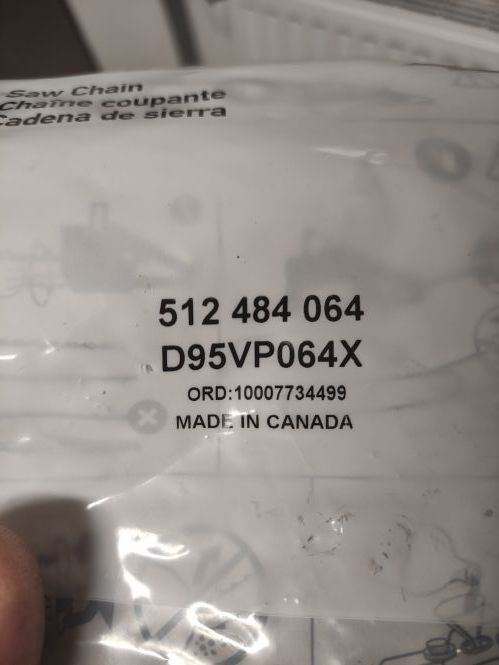 Saw Chain
Chaîne coupante
Cadena de sierra
512 484 064
D95VP064X
ORD:10007734499
MADE IN CANADA